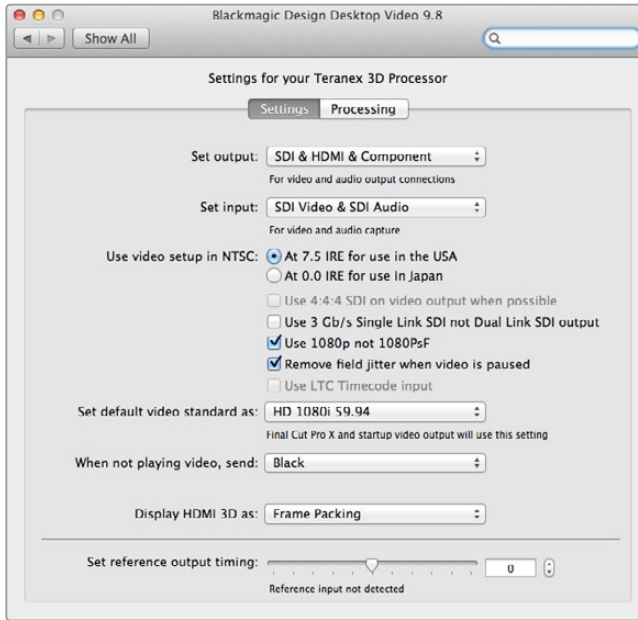 Blackmagic Design Desktop Video 9.8
Show All
Settings for your Teranex 3D Processor
Settings Processing
Set output: SDI & HDMI & Component
For video and audio output connections
Set input: SDI Video & SDI Audio
For video and audio capture
Use video setup in NTSC: At 7.5 IRE for use in the USA
At 0.0 IRE for use in Japan
Use 4:4:4 SDI on video output when possible
Use 3 Gb/s Single Link SDI not Dual Link SDI output
Use 1080p not 1080PsF
Remove field jitter when video is paused
Use LTC Timecode input
Set default video standard as: HD 1080i 59.94
Final Cut Pro X and startup video output will use this setting
When not playing video, send: Black
Display HDMI 3D as: Frame Packing
Set reference output timing: 0
Reference input not detected